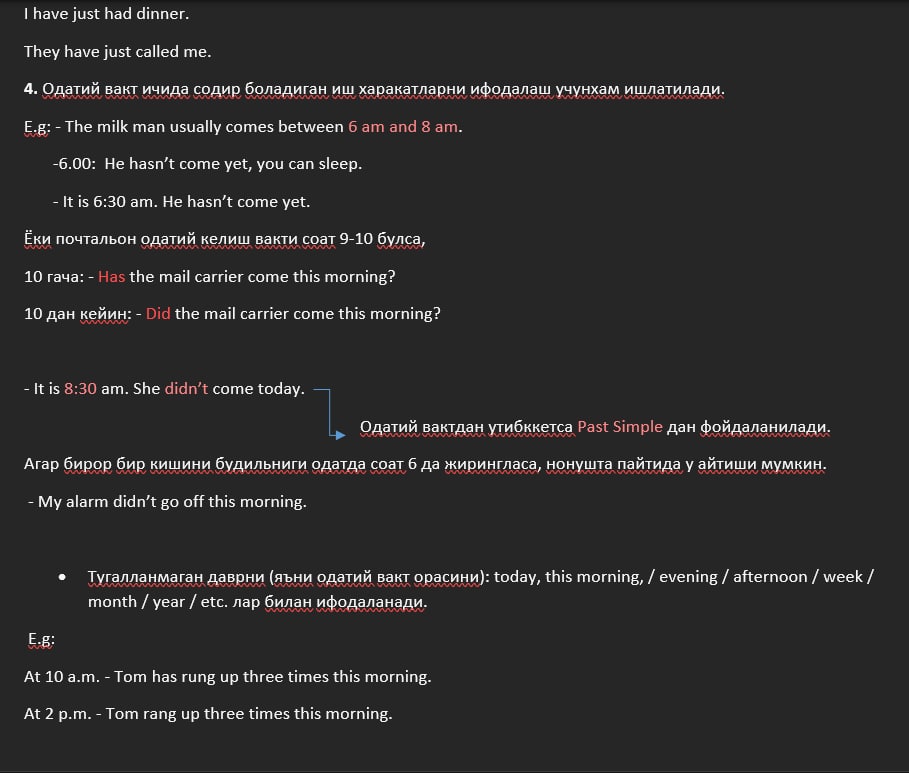 I have just had dinner.
They have just called me.
4. Одатий вакт ичида содир боладиган иш харакатларни ифодалаш учунхам ишлатилади.
E.g: - The milk man usually comes between 6 am and 8 am.
-6.00:  He hasn’t come yet, you can sleep.
- It is 6:30 am. He hasn’t come yet.
Ёки почтальон одатий келиш вакти соат 9-10 булса,
10 гача: - Has the mail carrier come this morning?
10 дан кейин: - Did the mail carrier come this morning?
- It is 8:30 am. She didn’t come today.
Одатий вактдан утибккетса Past Simple дан фойдаланилади.
Агар бирор бир кишини будильниги одатда соат 6 да жирингласа, нонушта пайтида у айтиши мумкин.
- My alarm didn’t go off this morning.
• Тугалланмаган даврни (яъни одатий вакт орасини): today, this morning, / evening / afternoon / week /
month / year / etc. лар билан ифодаланади.
E.g:
At 10 a.m. - Tom has rung up three times this morning.
At 2 p.m. - Tom rang up three times this morning.